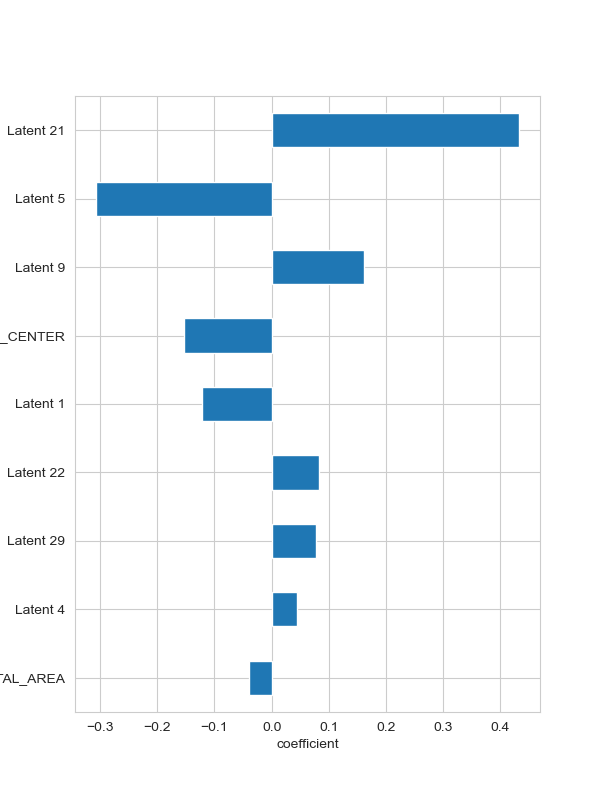 Latent 21
Latent 5
Latent 9
_CENTER
Latent 1
Latent 22
Latent 29
Latent 4
TAL_AREA
−0.3 −0.2 −0.1 0.0 0.1 0.2 0.3 0.4
coefficient